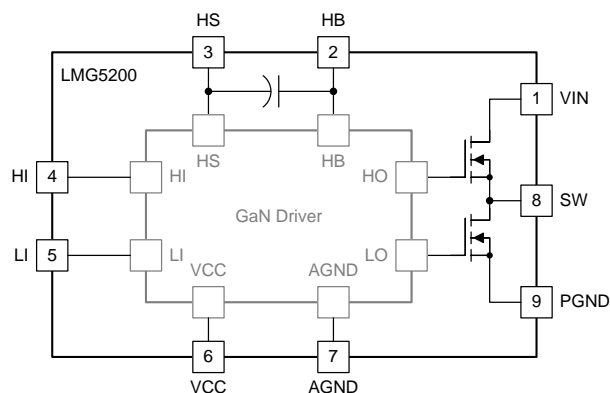 HS
HB
3
2
LMG5200
1
VIN
HS
HB
HI
4
HI
HO
8
SW
GaN Driver
LI
5
LI
LO
VCC
AGND
9
PGND
6
7
VCC
AGND